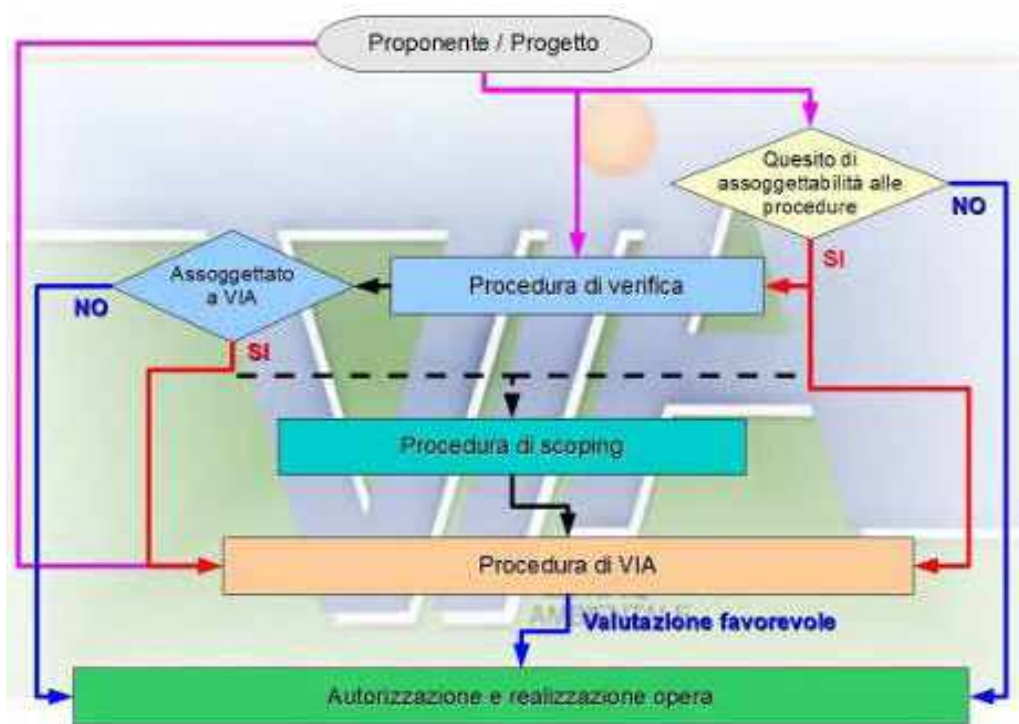 Proponente / Progetto
Quesito di
assoggettabilità alle
procedure
NO
SI
Assoggettato
a VIA
Procedura di verifica
NO
SI
Procedura di scoping
Procedura di VIA
Valutazione favorevole
Autorizzazione e realizzazione opera